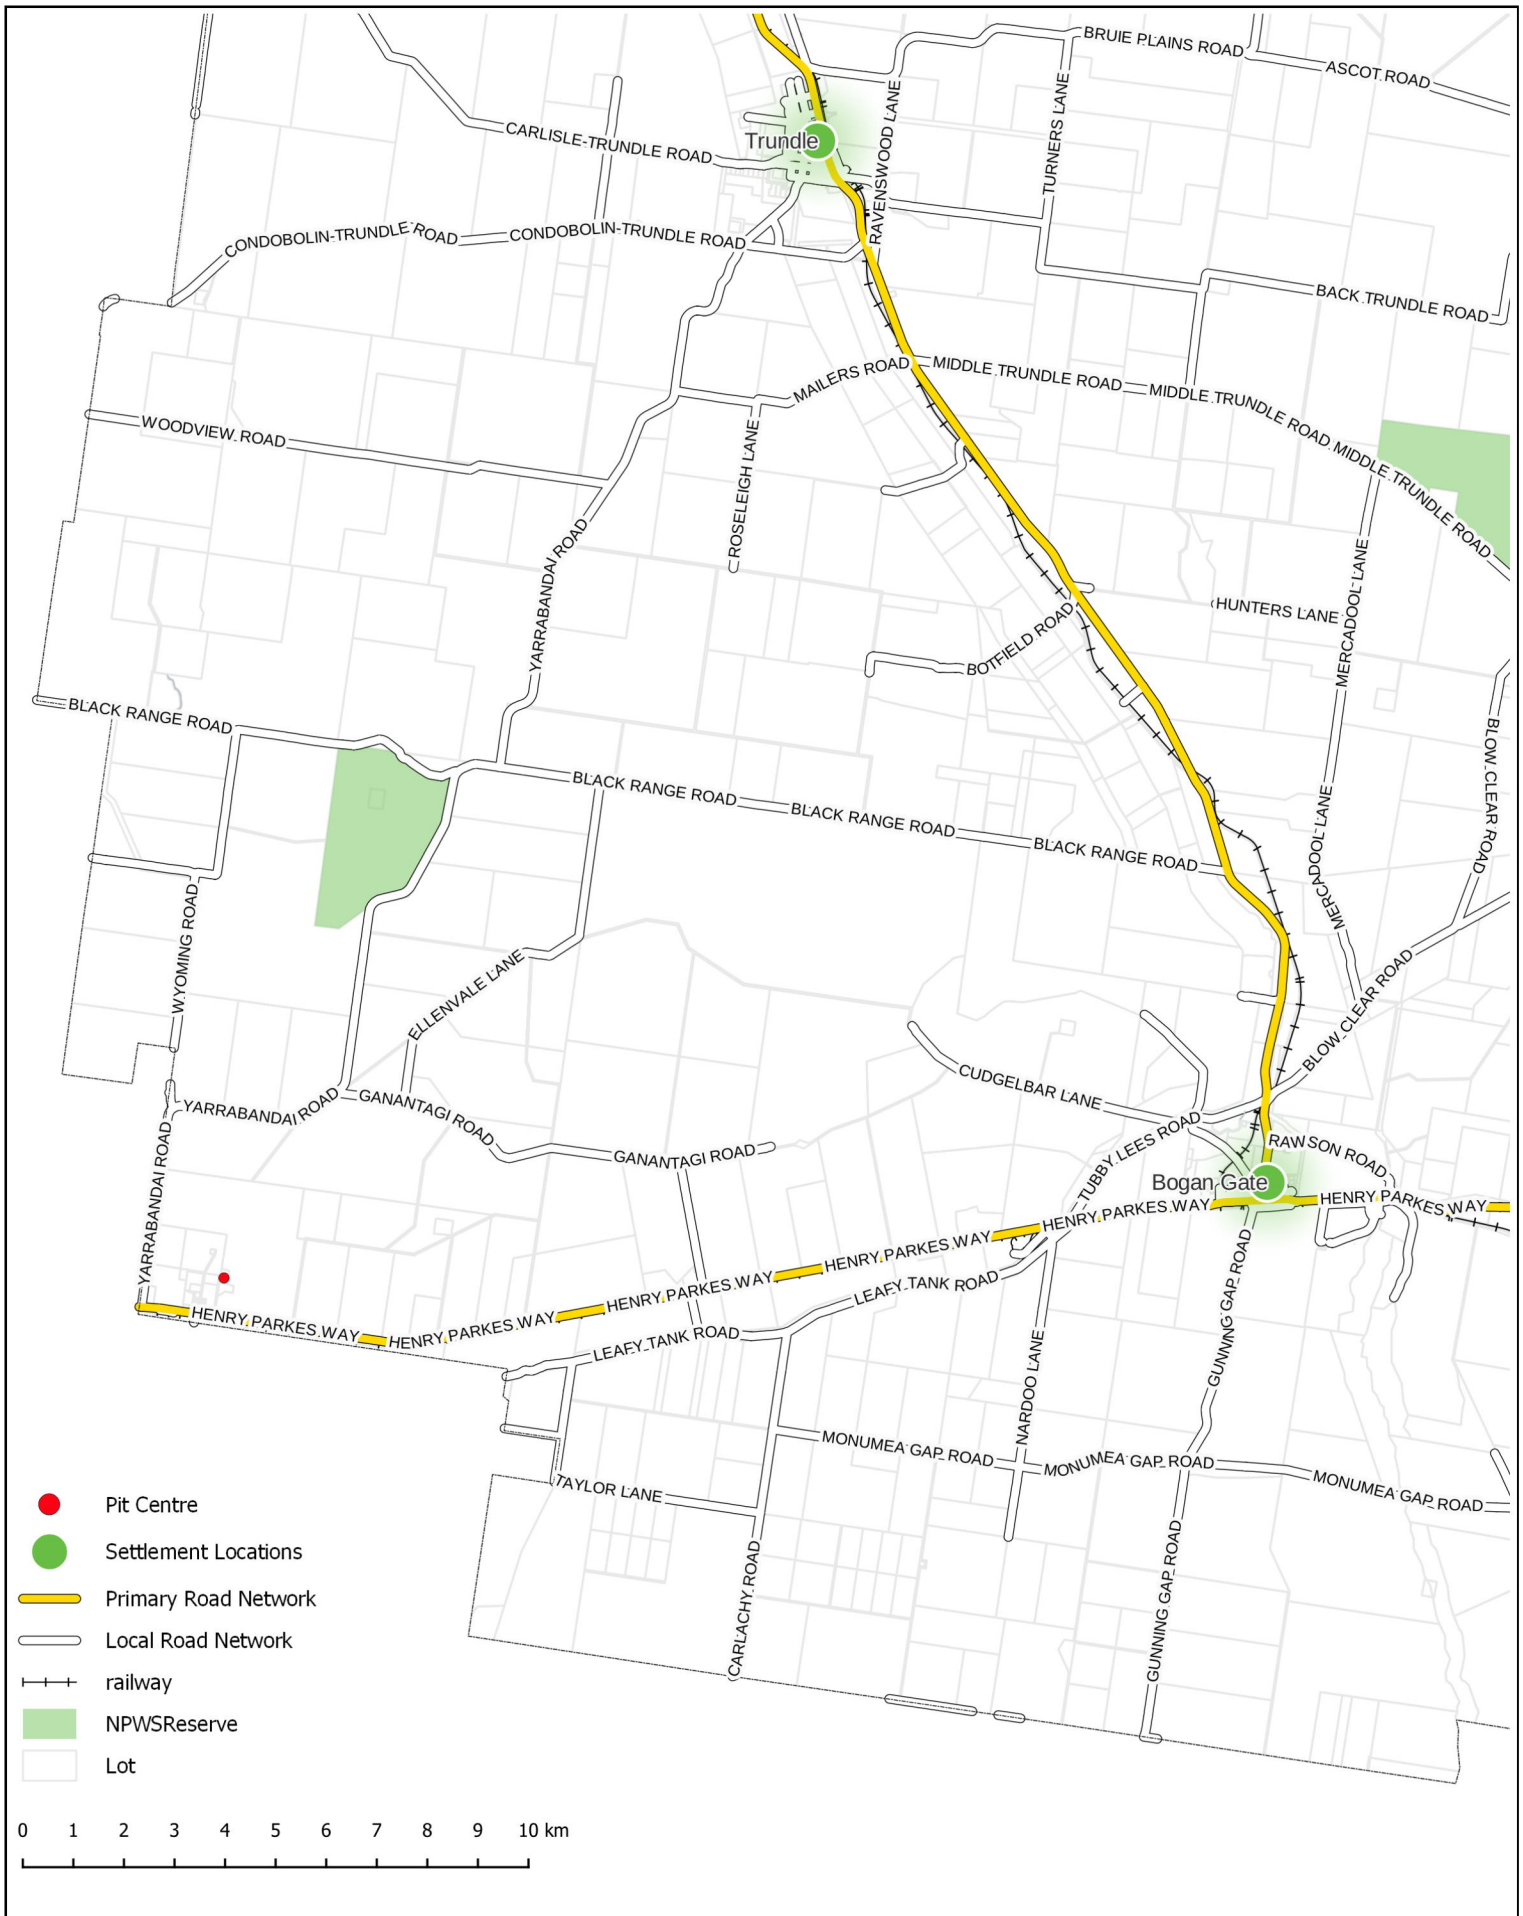 BRUIE PLAINS ROAD
ASCOT ROAD
TURNERS LANE
RAVENSWOOD LANE
CARLISLE-TRUNDLE ROAD
Trundle
CONDOBOLIN-TRUNDLE ROAD
CONDOBOLIN-TRUNDLE ROAD
BACK TRUNDLE ROAD
MAILERS ROAD
MIDDLE TRUNDLE ROAD
MIDDLE TRUNDLE ROAD
MIDDLE TRUNDLE ROAD
WOODVIEW ROAD
ROSELEIGH LANE
YARRABANDAI ROAD
MERCADOOL LANE
HUNTERS LANE
BOTFIELD ROAD
BLACK RANGE ROAD
BLOW CLEAR ROAD
BLACK RANGE ROAD
BLACK RANGE ROAD
BLACK RANGE ROAD
MERCADOOL LANE
MERCADOOL LANE
WYOMING ROAD
ELLENVALE LANE
BLOW CLEAR ROAD
CUDGELBAR LANE
YARRABANDAI ROAD
GANANTAGI ROAD
GANANTAGI ROAD
TUBBY LEES ROAD
RAWSON ROAD
Bogan Gate
YARRABANDAI ROAD
HENRY PARKES WAY
HENRY PARKES WAY
HENRY PARKES WAY
HENRY PARKES WAY
HENRY PARKES WAY
HENRY PARKES WAY
LEAFY TANK ROAD
LEAFY TANK ROAD
GUNNING GAP ROAD
NARDOO LANE
MONUMEA GAP ROAD
MONUMEA GAP ROAD
MONUMEA GAP ROAD
TAYLOR LANE
CARLACHY ROAD
GUNNING GAP ROAD
Pit Centre
Settlement Locations
Primary Road Network
Local Road Network
railway
NPWSReserve
Lot
0 1 2 3 4 5 6 7 8 9 10 km